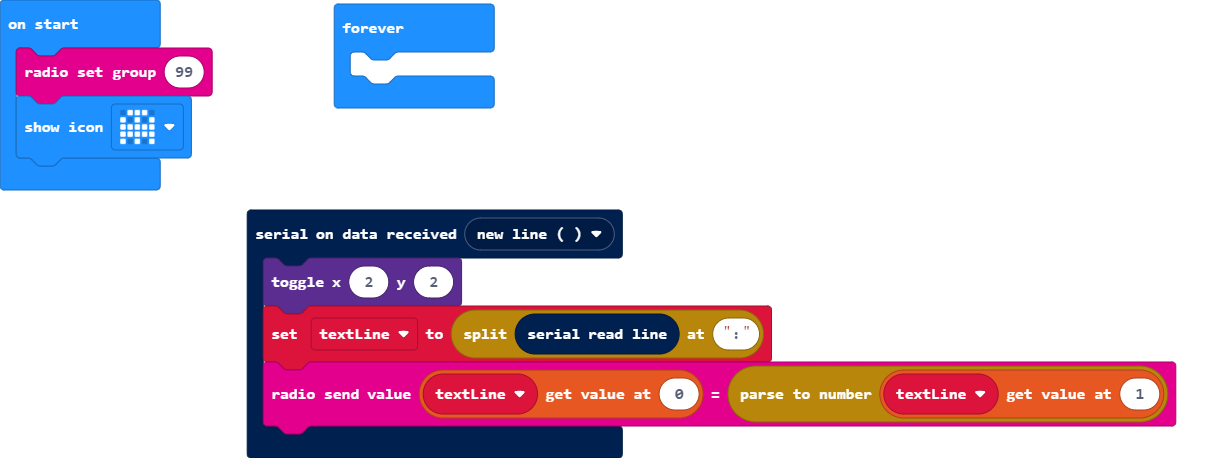 on start
radio set group 99
show icon
forever
serial on data received new line ( )
toggle x 2 y 2
set textLine to split serial read line at ":"
radio send value textLine get value at 0 = parse to number textLine get value at 1